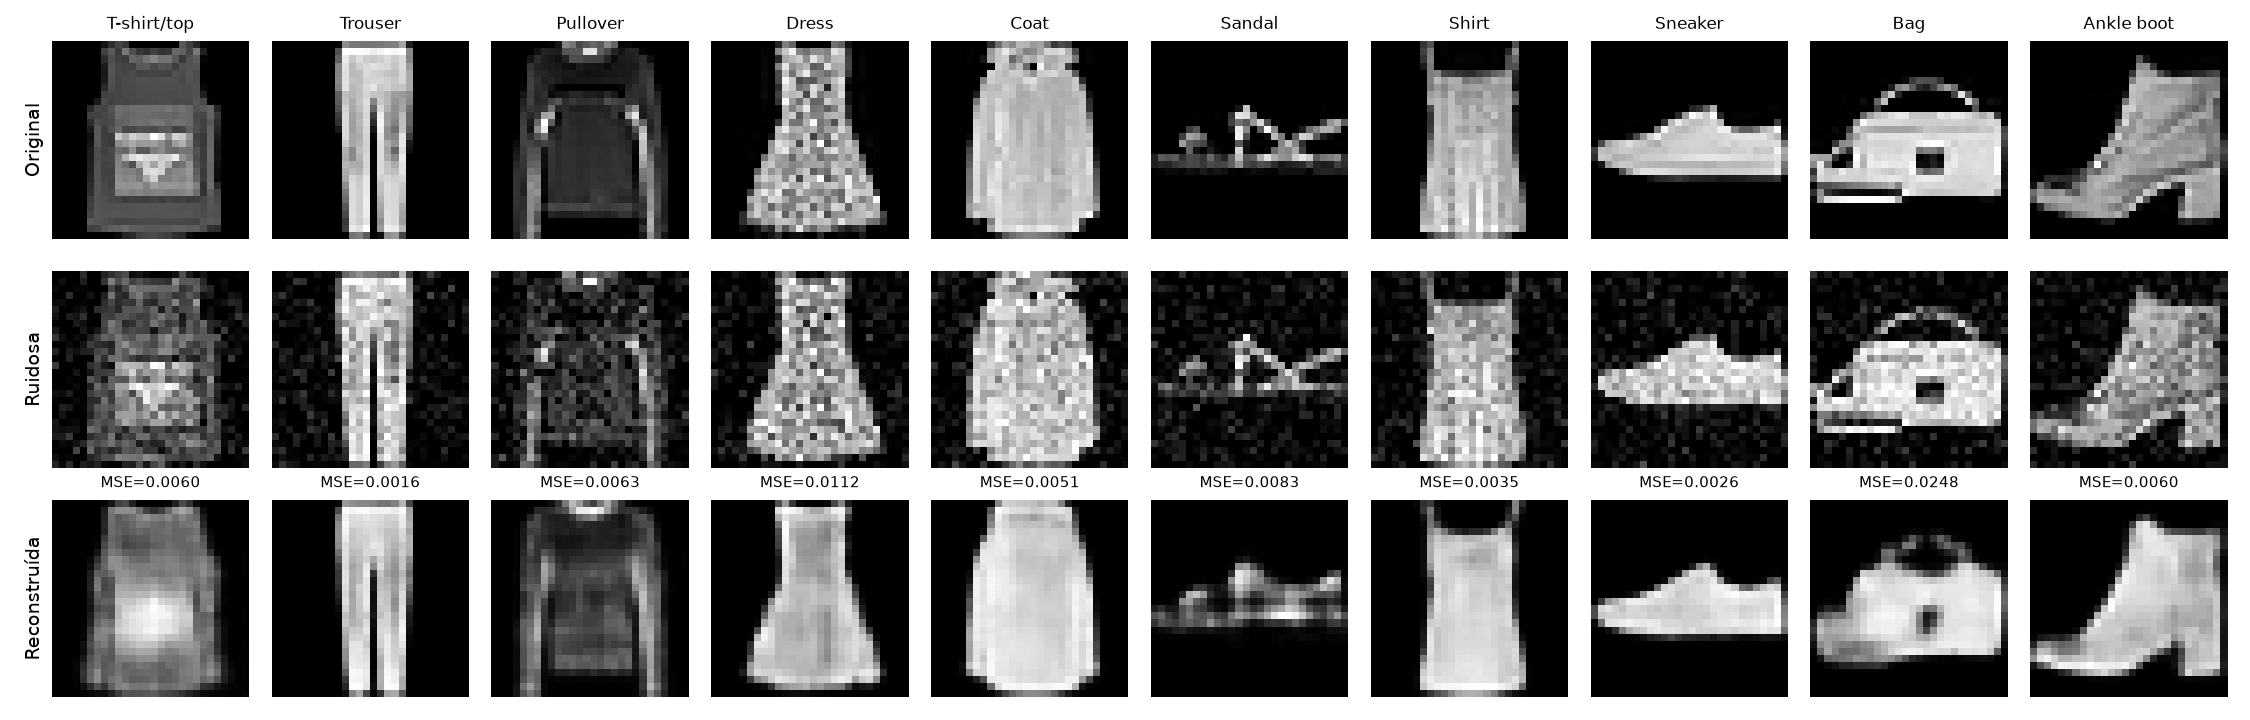 T-shirt/top Trouser Pullover Dress Coat Sandal Shirt Sneaker Bag Ankle boot
Original
Ruidosa
MSE=0.0060 MSE=0.0016 MSE=0.0063 MSE=0.0112 MSE=0.0051 MSE=0.0083 MSE=0.0035 MSE=0.0026 MSE=0.0248 MSE=0.0060
Reconstruída